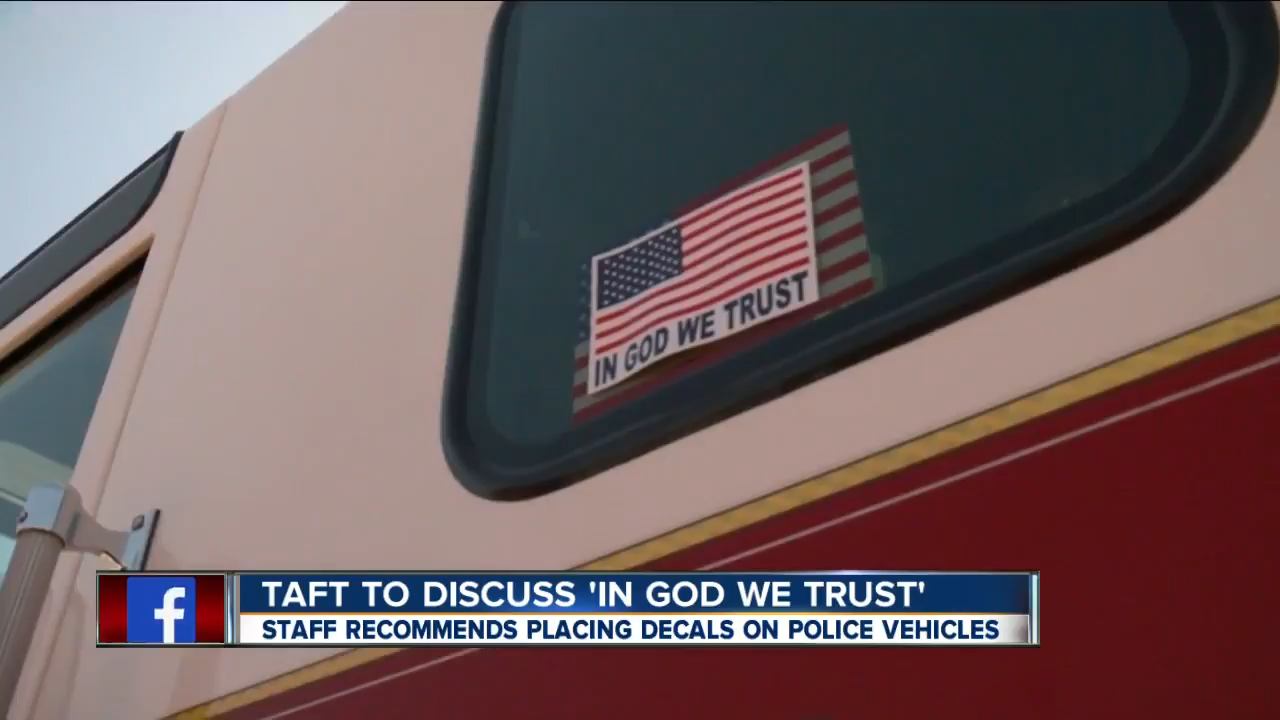 IN GOD WE TRUST
f
TAFT TO DISCUSS 'IN GOD WE TRUST'
STAFF RECOMMENDS PLACING DECALS ON POLICE VEHICLES